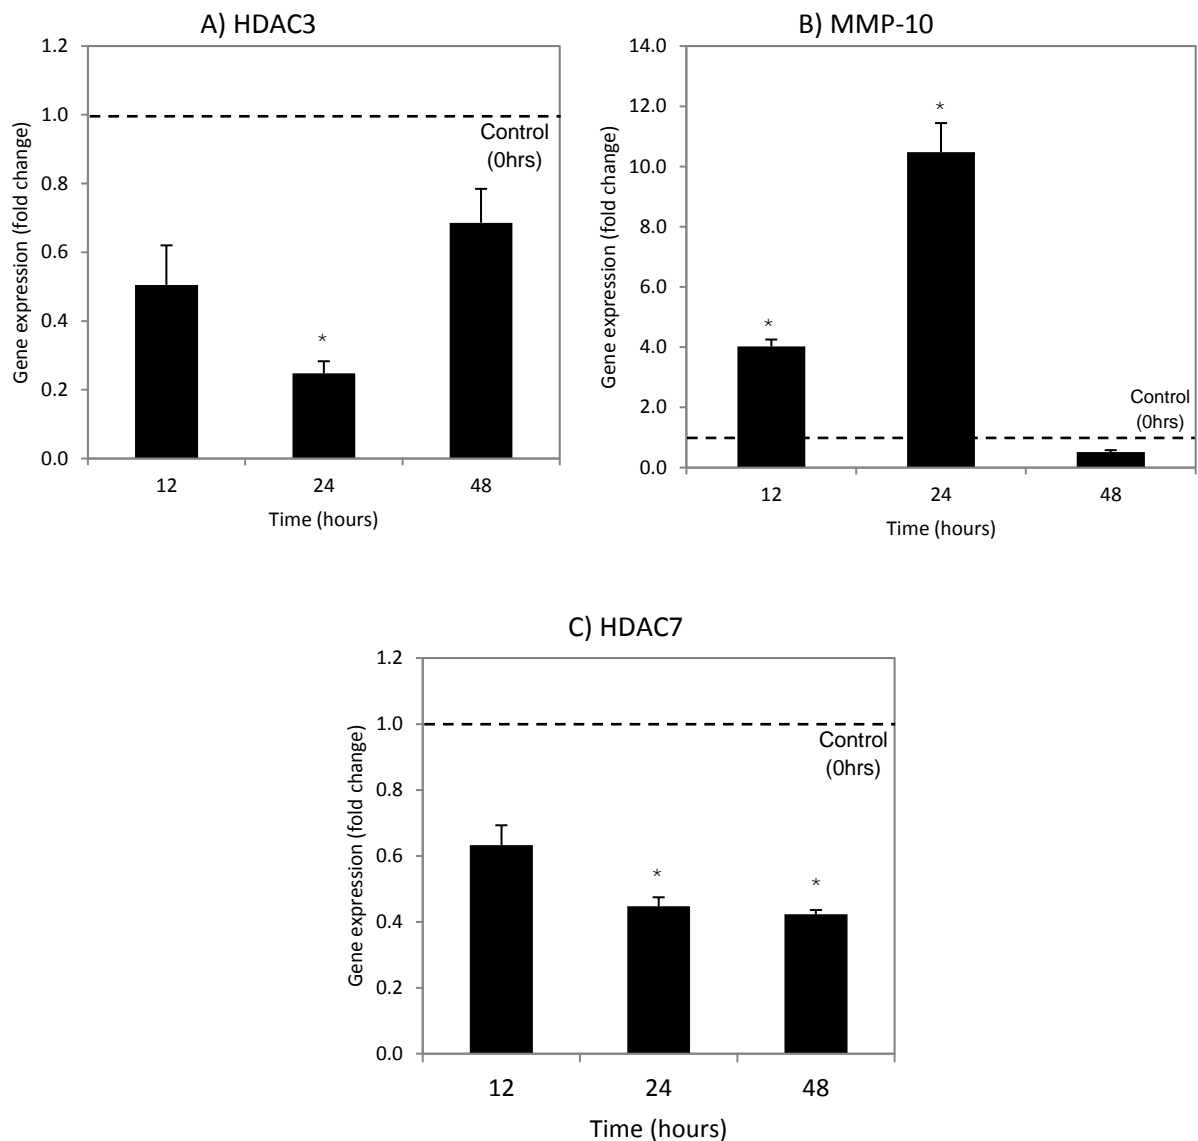 A) HDAC3
Gene expression (fold change)
1.2
1.0
0.8
0.6
0.4
0.2
0.0
Control
(0hrs)
*
12 24 48
Time (hours)
B) MMP-10
Gene expression (fold change)
14.0
12.0
10.0
8.0
6.0
4.0
2.0
0.0
*
*
Control
(0hrs)
12 24 48
Time (hours)
C) HDAC7
Gene expression (fold change)
1.2
1.0
0.8
0.6
0.4
0.2
0.0
Control
(0hrs)
* *
12 24 48
Time (hours)